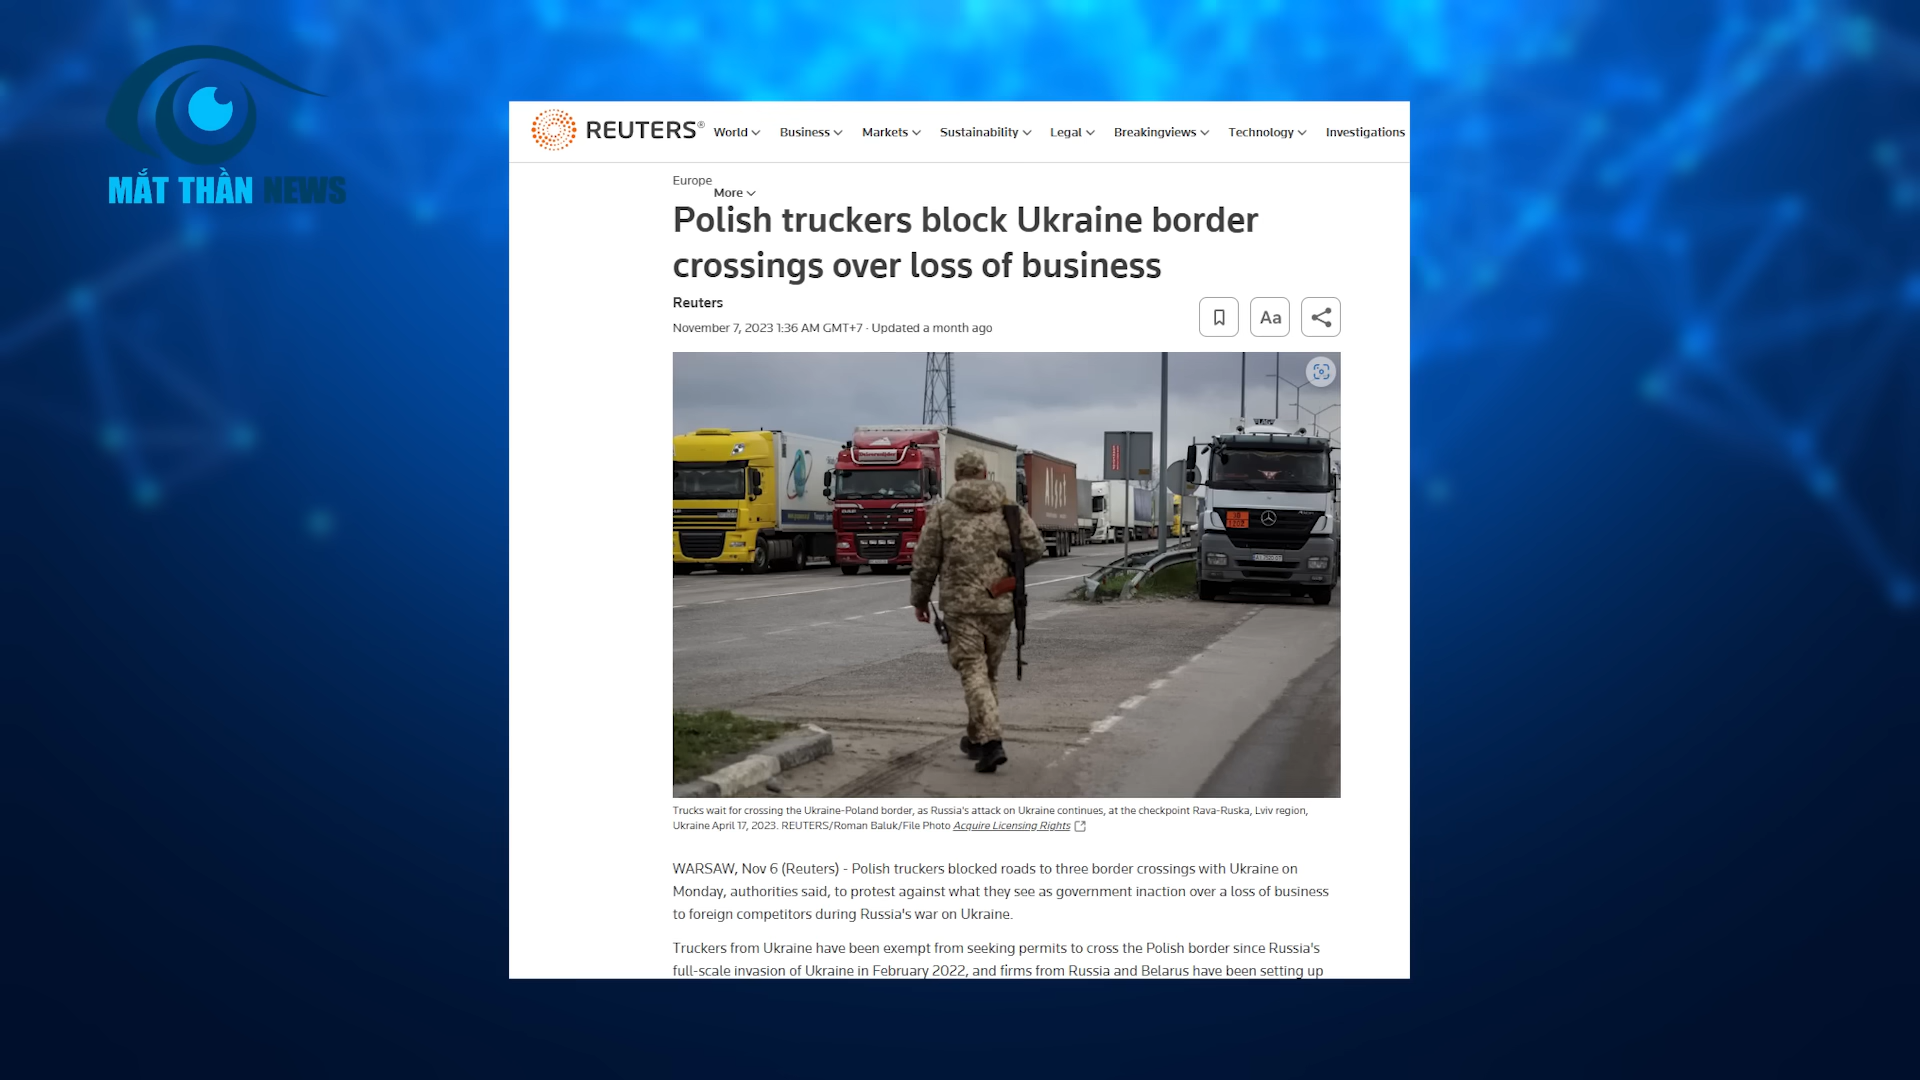 MẮT THẦN NEWS
REUTERS®
World Business Markets Sustainability Legal Breakingviews Technology Investigations
Europe
More
Polish truckers block Ukraine border
crossings over loss of business
Reuters
November 7, 2023 1:36 AM GMT+7 · Updated a month ago
Aa
Alset
DAF XF
Trucks wait for crossing the Ukraine-Poland border, as Russia's attack on Ukraine continues, at the checkpoint Rava-Ruska, Lviv region,
Ukraine April 17, 2023. REUTERS/Roman Baluk/File Photo Acquire Licensing Rights
WARSAW, Nov 6 (Reuters) - Polish truckers blocked roads to three border crossings with Ukraine on
Monday, authorities said, to protest against what they see as government inaction over a loss of business
to foreign competitors during Russia's war on Ukraine.
Truckers from Ukraine have been exempt from seeking permits to cross the Polish border since Russia's
full-scale invasion of Ukraine in February 2022, and firms from Russia and Belarus have been setting up